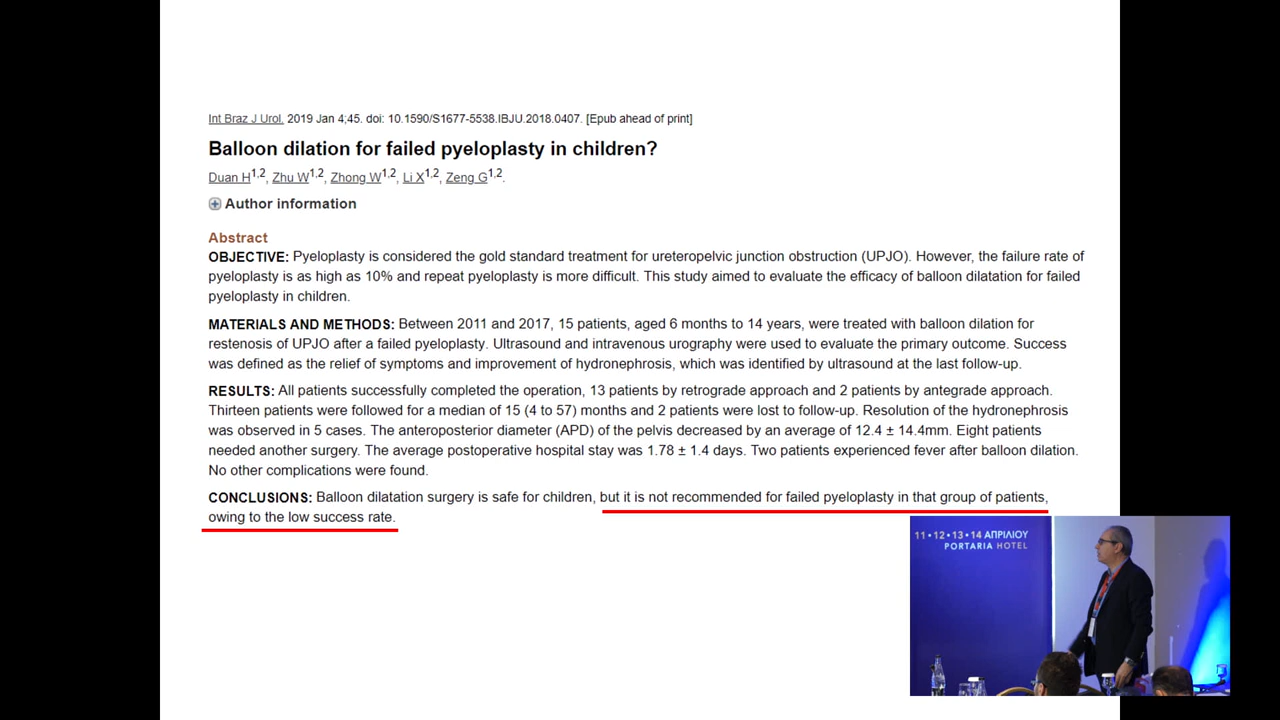 Int Braz J Urol. 2019 Jan 4;45. doi: 10.1590/S1677-5538.IBJU.2018.0407. [Epub ahead of print]
Balloon dilation for failed pyeloplasty in children?
Duan H1,2, Zhu W1,2, Zhong W1,2, Li X1,2, Zeng G1,2.
Author information
Abstract
OBJECTIVE: Pyeloplasty is considered the gold standard treatment for ureteropelvic junction obstruction (UPJO). However, the failure rate of
pyeloplasty is as high as 10% and repeat pyeloplasty is more difficult. This study aimed to evaluate the efficacy of balloon dilatation for failed
pyeloplasty in children.
MATERIALS AND METHODS: Between 2011 and 2017, 15 patients, aged 6 months to 14 years, were treated with balloon dilation for
restenosis of UPJO after a failed pyeloplasty. Ultrasound and intravenous urography were used to evaluate the primary outcome. Success
was defined as the relief of symptoms and improvement of hydronephrosis, which was identified by ultrasound at the last follow-up.
RESULTS: All patients successfully completed the operation, 13 patients by retrograde approach and 2 patients by antegrade approach.
Thirteen patients were followed for a median of 15 (4 to 57) months and 2 patients were lost to follow-up. Resolution of the hydronephrosis
was observed in 5 cases. The anteroposterior diameter (APD) of the pelvis decreased by an average of 12.4 ± 14.4mm. Eight patients
needed another surgery. The average postoperative hospital stay was 1.78 ± 1.4 days. Two patients experienced fever after balloon dilation.
No other complications were found.
CONCLUSIONS: Balloon dilatation surgery is safe for children, but it is not recommended for failed pyeloplasty in that group of patients,
owing to the low success rate.
11•12•13•14 ΑΠΡΙΛΙΟΥ
PORTARIA HOTEL